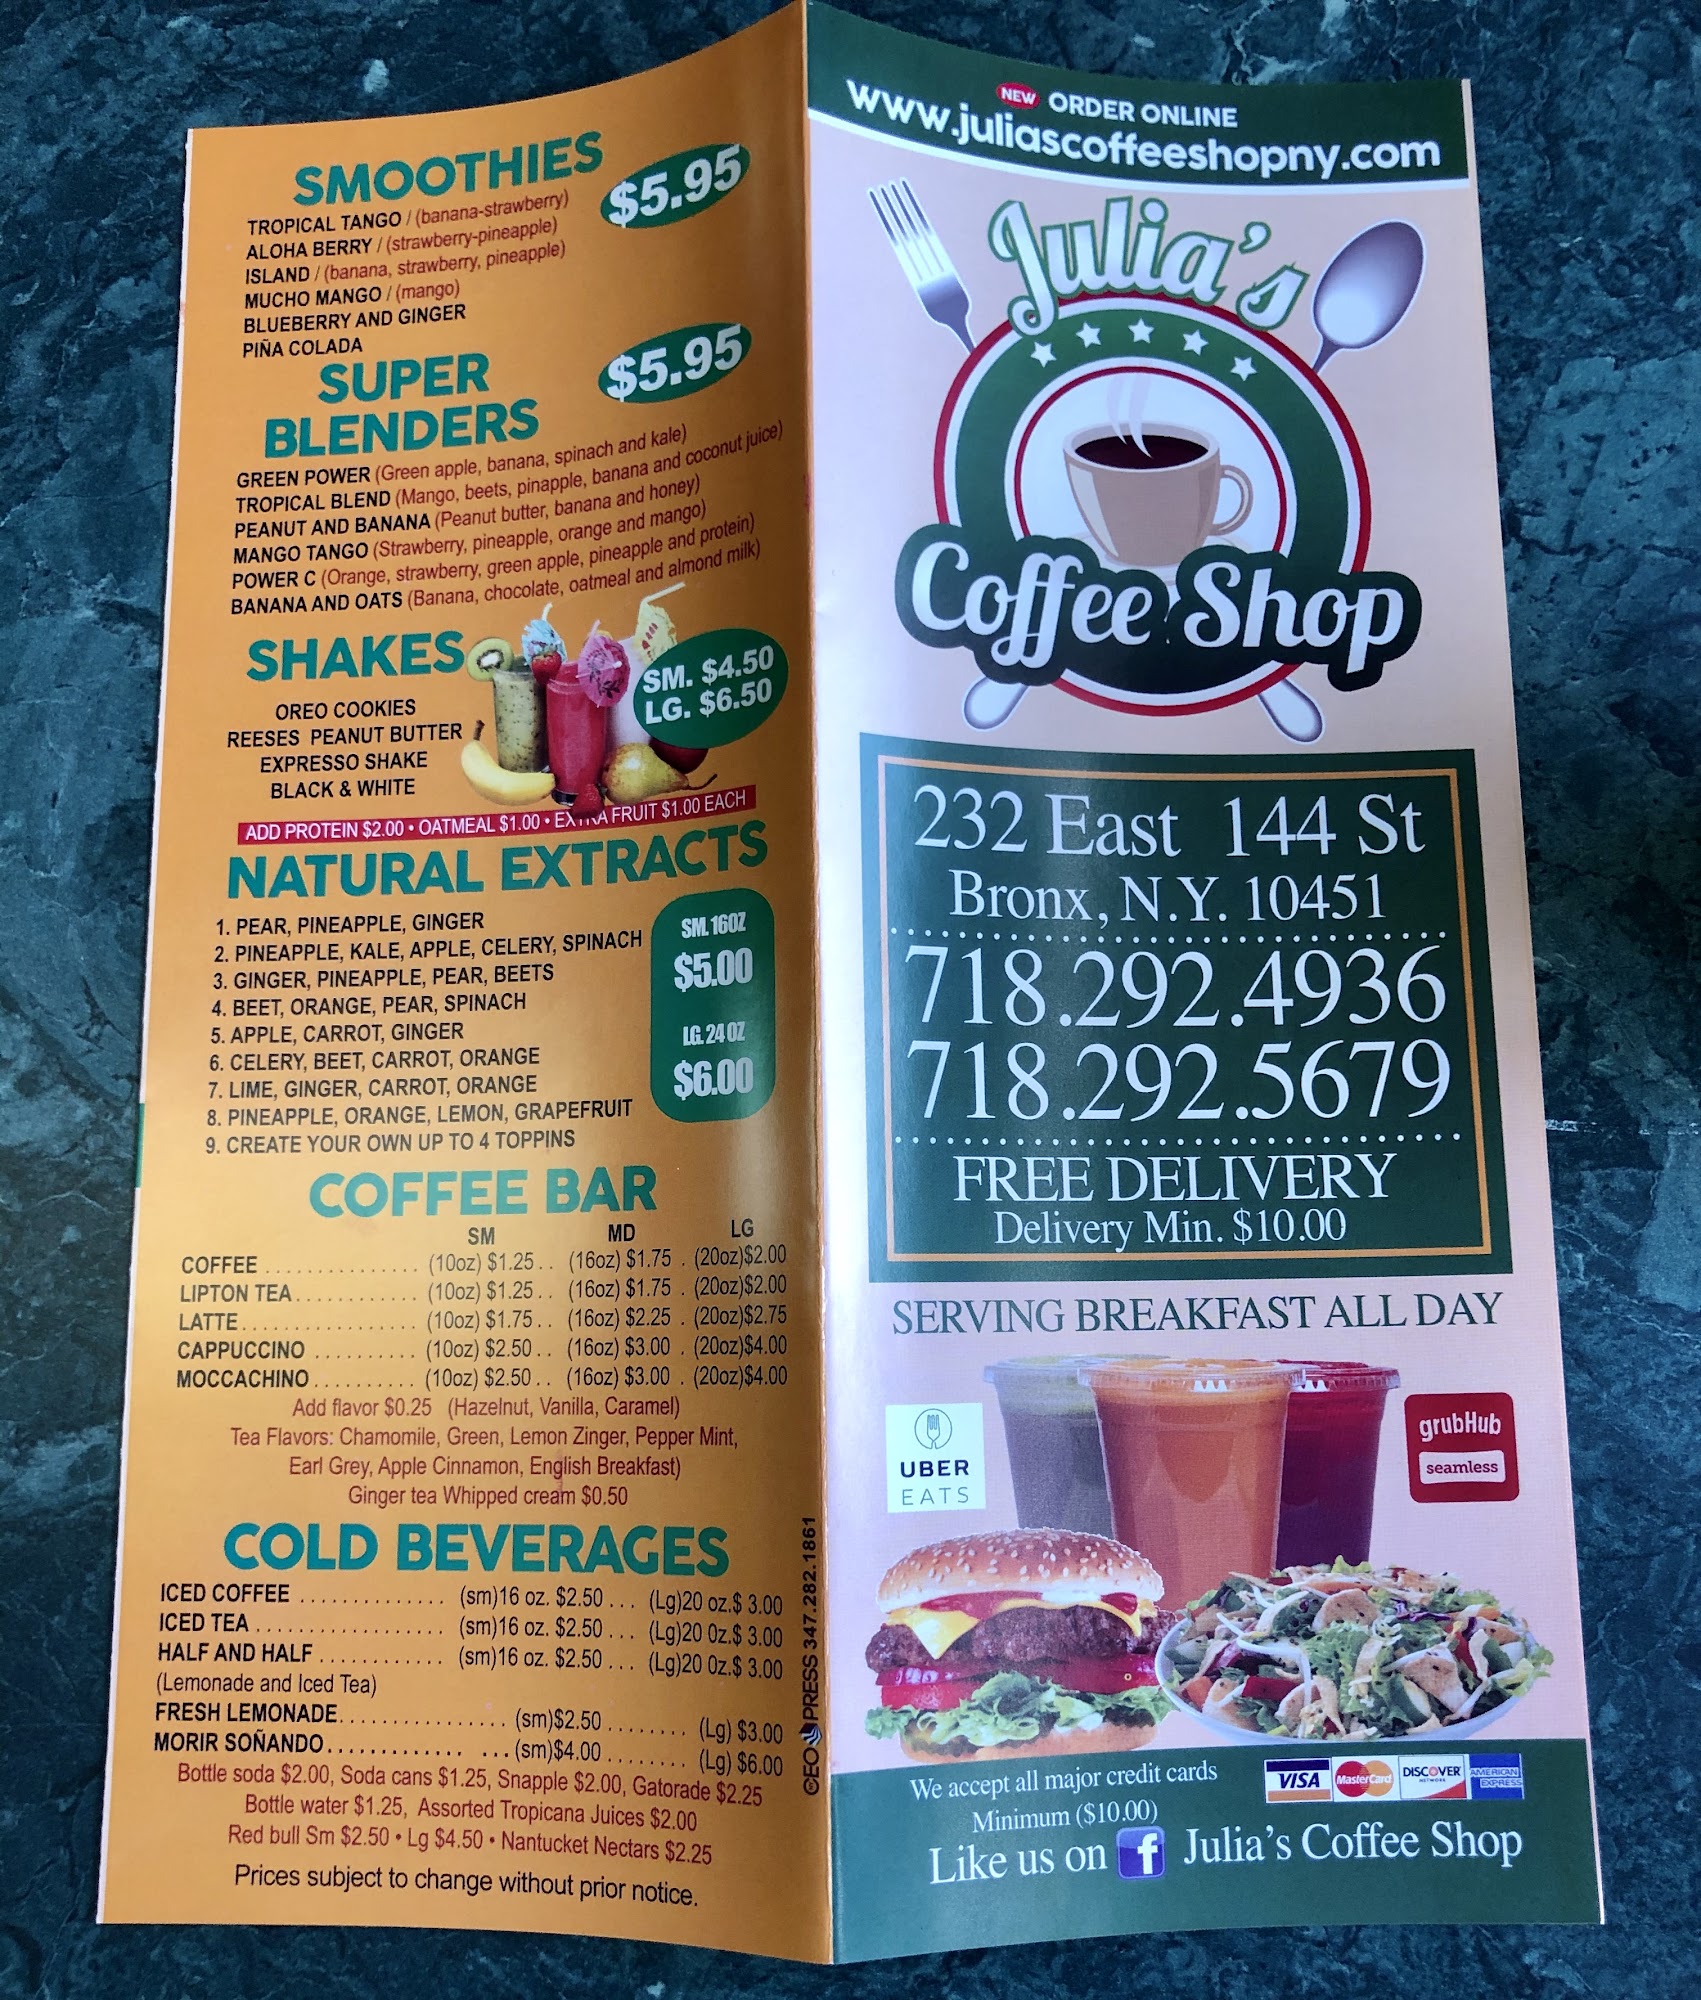 SMOOTHIES
$5.95
TROPICAL TANGO / (banana-strawberry)
ALOHA BERRY / (strawberry-pineapple)
ISLAND / (banana, strawberry, pineapple)
MUCHO MANGO / (mango)
BLUEBERRY AND GINGER
PIÑA COLADA
SUPER
BLENDERS
$5.95
GREEN POWER (Green apple, banana, spinach and kale)
TROPICAL BLEND (Mango, beets, pinapple, banana and coconut juice)
PEANUT AND BANANA (Peanut butter, banana and honey)
MANGO TANGO (Strawberry, pineapple, orange and mango)
POWER C (Orange, strawberry, green apple, pineapple and protein)
BANANA AND OATS (Banana, chocolate, oatmeal and almond milk)
SHAKES
SM. $4.50
LG. $6.50
OREO COOKIES
REESES PEANUT BUTTER
EXPRESSO SHAKE
BLACK & WHITE
ADD PROTEIN $2.00 • OATMEAL $1.00 • EXTRA FRUIT $1.00 EACH
NATURAL EXTRACTS
1. PEAR, PINEAPPLE, GINGER
2. PINEAPPLE, KALE, APPLE, CELERY, SPINACH
3. GINGER, PINEAPPLE, PEAR, BEETS
4. BEET, ORANGE, PEAR, SPINACH
5. APPLE, CARROT, GINGER
6. CELERY, BEET, CARROT, ORANGE
7. LIME, GINGER, CARROT, ORANGE
8. PINEAPPLE, ORANGE, LEMON, GRAPEFRUIT
9. CREATE YOUR OWN UP TO 4 TOPPINS
SM. 16OZ
$5.00
LG. 24 OZ
$6.00
COFFEE BAR
SM MD LG
COFFEE . . . . . . . . . . . . . . (10oz) $1.25 . . (16oz) $1.75 . (20oz)$2.00
LIPTON TEA . . . . . . . . . . . . (10oz) $1.25 . . (16oz) $1.75 . (20oz)$2.00
LATTE . . . . . . . . . . . . . . . . (10oz) $1.75 . . (16oz) $2.25 . (20oz)$2.75
CAPPUCCINO . . . . . . . . . . (10oz) $2.50 . . (16oz) $3.00 . (20oz)$4.00
MOCCACHINO . . . . . . . . . . (10oz) $2.50 . . (16oz) $3.00 . (20oz)$4.00
Add flavor $0.25 (Hazelnut, Vanilla, Caramel)
Tea Flavors: Chamomile, Green, Lemon Zinger, Pepper Mint,
Earl Grey, Apple Cinnamon, English Breakfast)
Ginger tea Whipped cream $0.50
COLD BEVERAGES
ICED COFFEE . . . . . . . . . . . . . . (sm)16 oz. $2.50 . . . (Lg)20 oz.$ 3.00
ICED TEA . . . . . . . . . . . . . . . . . . (sm)16 oz. $2.50 . . . (Lg)20 0z.$ 3.00
HALF AND HALF . . . . . . . . . . . . (sm)16 oz. $2.50 . . . (Lg)20 0z.$ 3.00
(Lemonade and Iced Tea)
FRESH LEMONADE. . . . . . . . . . . . . . . . (sm)$2.50 . . . . . . . . (Lg) $3.00
MORIR SOÑANDO. . . . . . . . . . . . . . . . (sm)$4.00 . . . . . . . . (Lg) $6.00
Bottle soda $2.00, Soda cans $1.25, Snapple $2.00, Gatorade $2.25
Bottle water $1.25, Assorted Tropicana Juices $2.00
Red bull Sm $2.50 • Lg $4.50 • Nantucket Nectars $2.25
Prices subject to change without prior notice.
©EO PRESS 347.282.1861
NEW ORDER ONLINE
www.juliascoffeeshopny.com
Julia's
Coffee Shop
232 East 144 St
Bronx, N.Y. 10451
718.292.4936
718.292.5679
FREE DELIVERY
Delivery Min. $10.00
SERVING BREAKFAST ALL DAY
UBER
EATS
grubHub
seamless
We accept all major credit cards
Minimum ($10.00)
VISA MasterCard DISCOVER NETWORK AMERICAN EXPRESS
Like us on f Julia's Coffee Shop